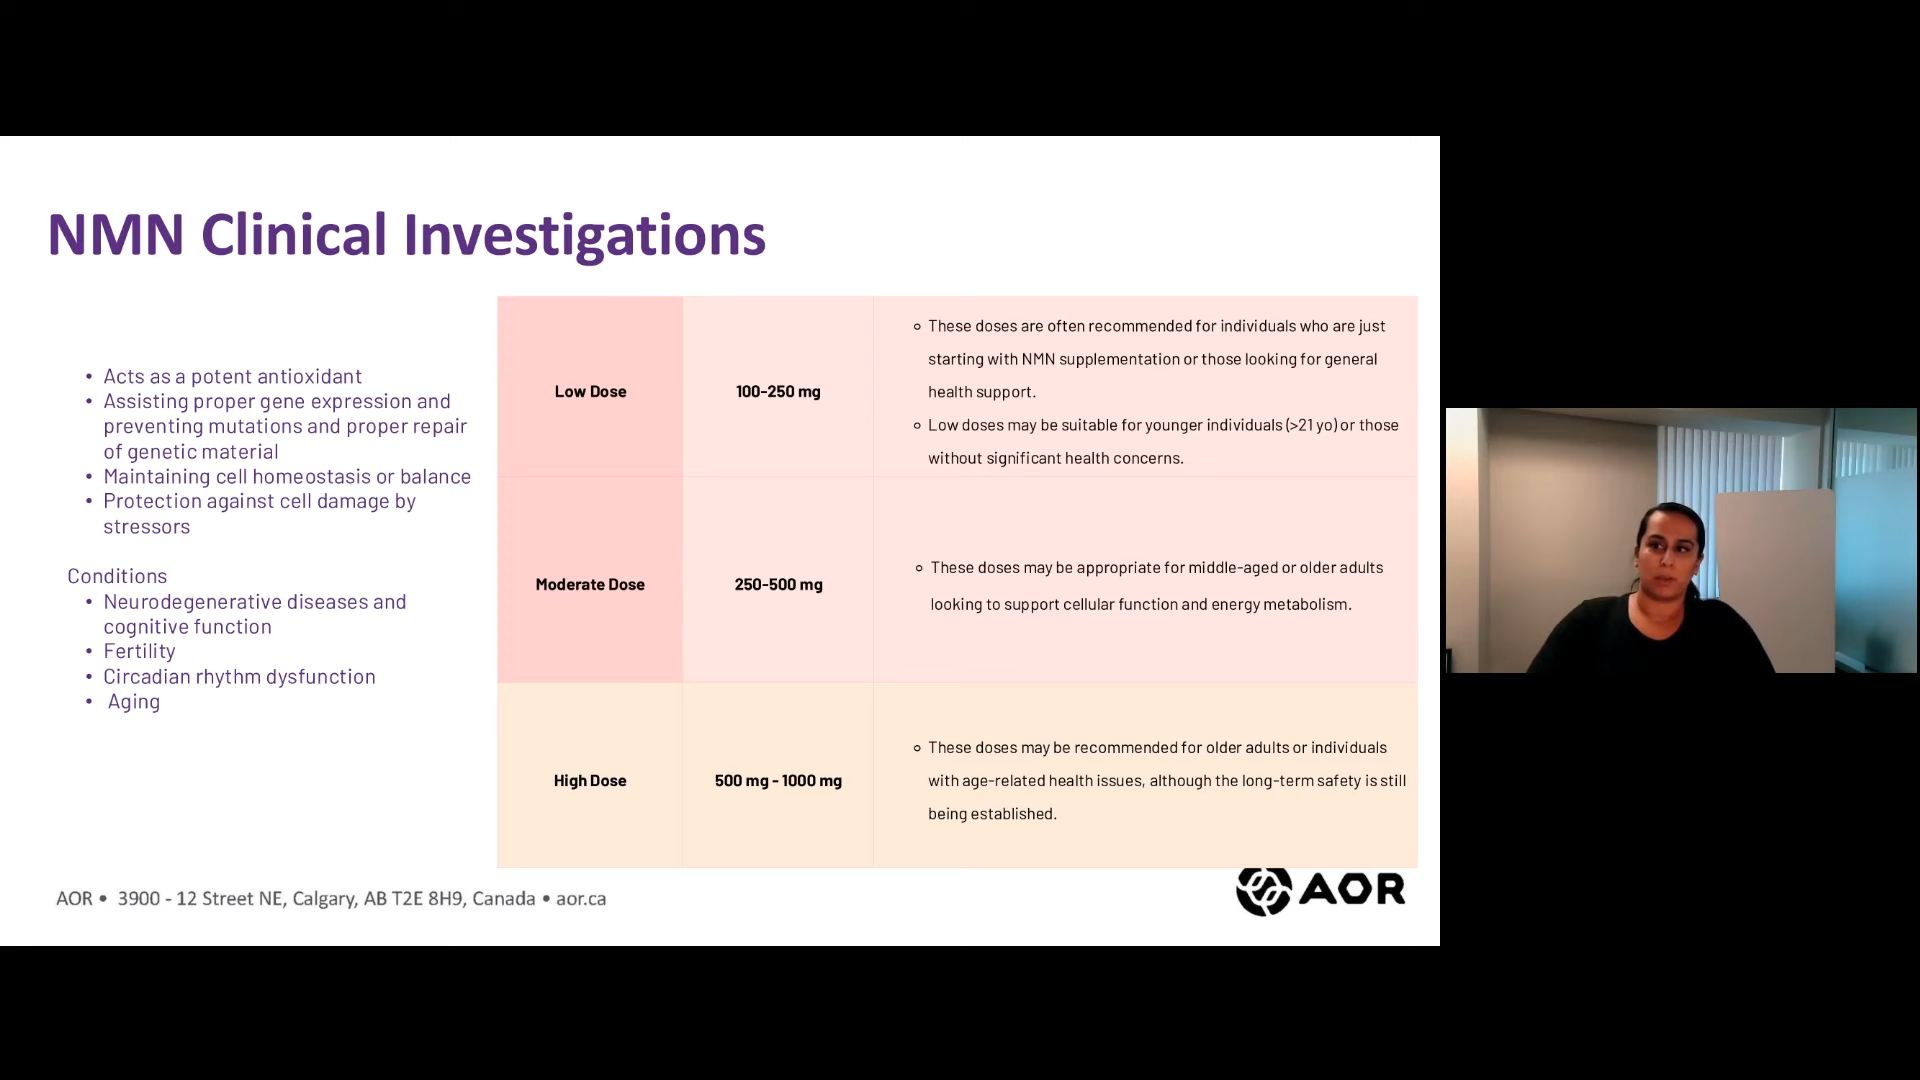 NMN Clinical Investigations
• Acts as a potent antioxidant
• Assisting proper gene expression and
preventing mutations and proper repair
of genetic material
• Maintaining cell homeostasis or balance
• Protection against cell damage by
stressors
Conditions
• Neurodegenerative diseases and
cognitive function
• Fertility
• Circadian rhythm dysfunction
• Aging
Low Dose
100-250 mg
○ These doses are often recommended for individuals who are just
starting with NMN supplementation or those looking for general
health support.
○ Low doses may be suitable for younger individuals (>21 yo) or those
without significant health concerns.
Moderate Dose
250-500 mg
○ These doses may be appropriate for middle-aged or older adults
looking to support cellular function and energy metabolism.
High Dose
500 mg - 1000 mg
○ These doses may be recommended for older adults or individuals
with age-related health issues, although the long-term safety is still
being established.
AOR • 3900 - 12 Street NE, Calgary, AB T2E 8H9, Canada • aor.ca
AOR